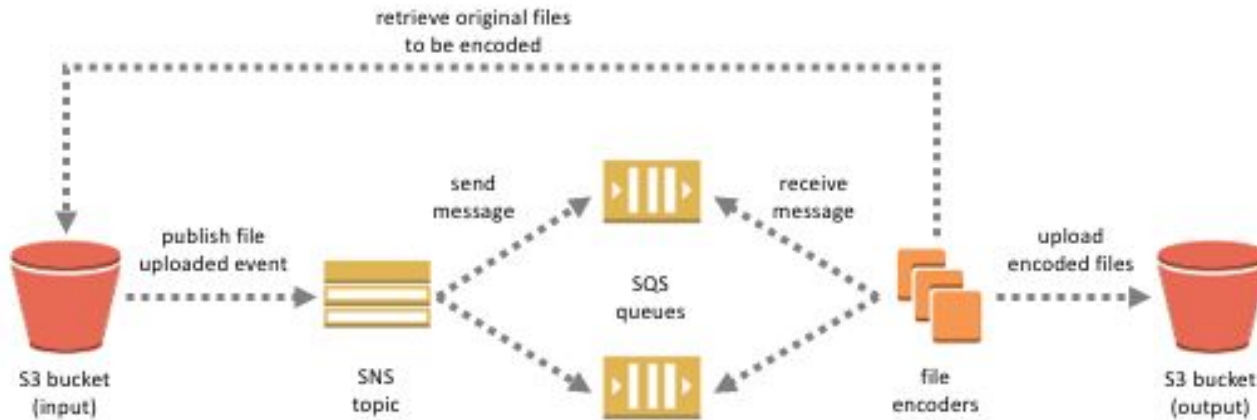 retrieve original files
to be encoded
send
message
receive
message
publish file
uploaded event
upload
encoded files
SQS
queues
S3 bucket
(input)
SNS
topic
file
encoders
S3 bucket
(output)